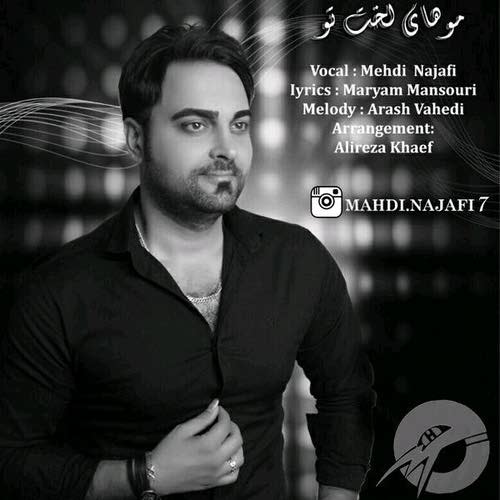 موهای لخت تو
Vocal : Mehdi Najafi
lyrics : Maryam Mansouri
Melody : Arash Vahedi
Arrangement:
Alireza Khaef
MAHDI.NAJAFI 7